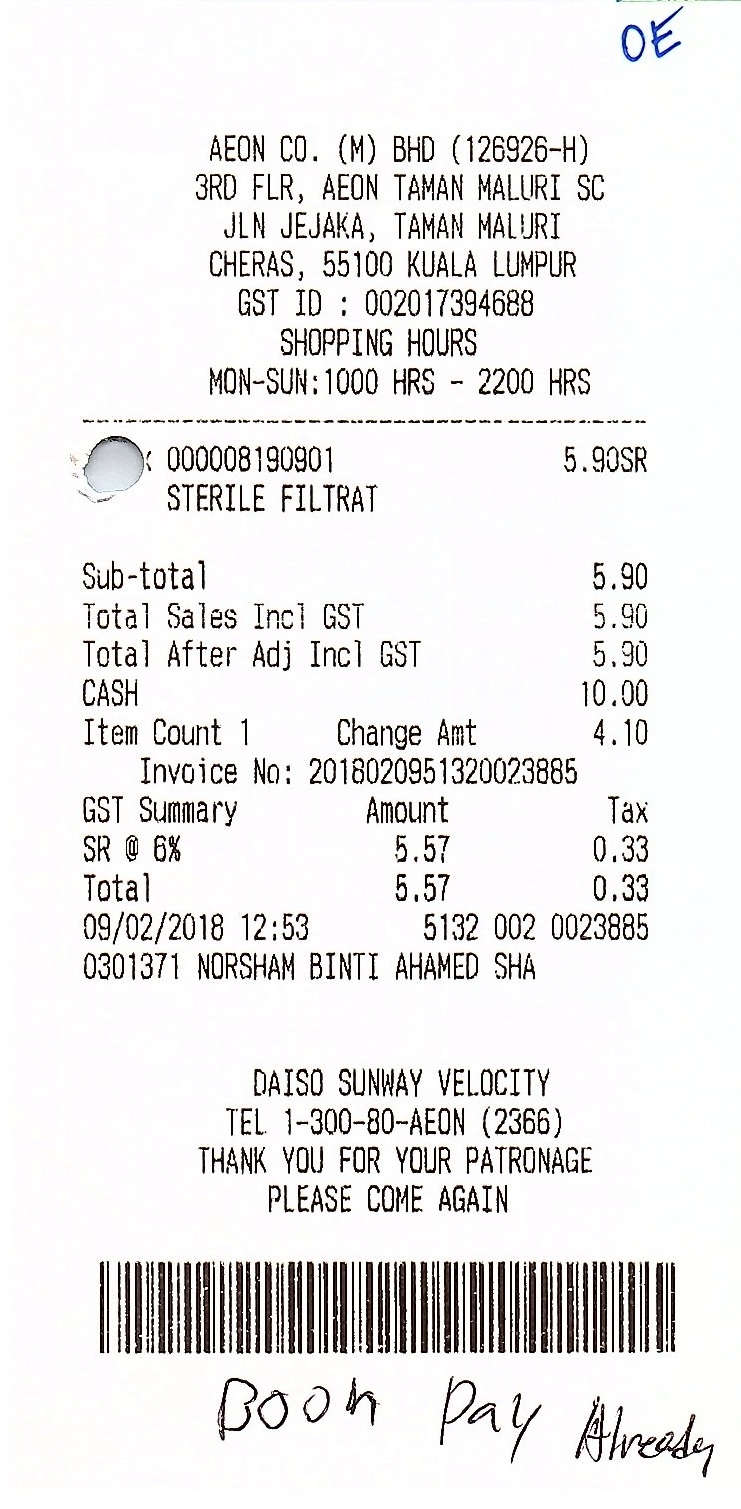 OE
AEON CO. (M) BHD (126926-H)
3RD FLR, AEON TAMAN MALURI SC
JLN JEJAKA, TAMAN MALURI
CHERAS, 55100 KUALA LUMPUR
GST ID : 002017394688
SHOPPING HOURS
MON-SUN:1000 HRS - 2200 HRS
000008190901 5.90SR
STERILE FILTRAT
Sub-total 5.90
Total Sales Incl GST 5.90
Total After Adj Incl GST 5.90
CASH 10.00
Item Count 1 Change Amt 4.10
Invoice No: 2018020951320023885
GST Summary Amount Tax
SR @ 6% 5.57 0.33
Total 5.57 0.33
09/02/2018 12:53 5132 002 0023885
0301371 NORSHAM BINTI AHAMED SHA
DAISO SUNWAY VELOCITY
TEL 1-300-80-AEON (2366)
THANK YOU FOR YOUR PATRONAGE
PLEASE COME AGAIN
Boon Pay Already